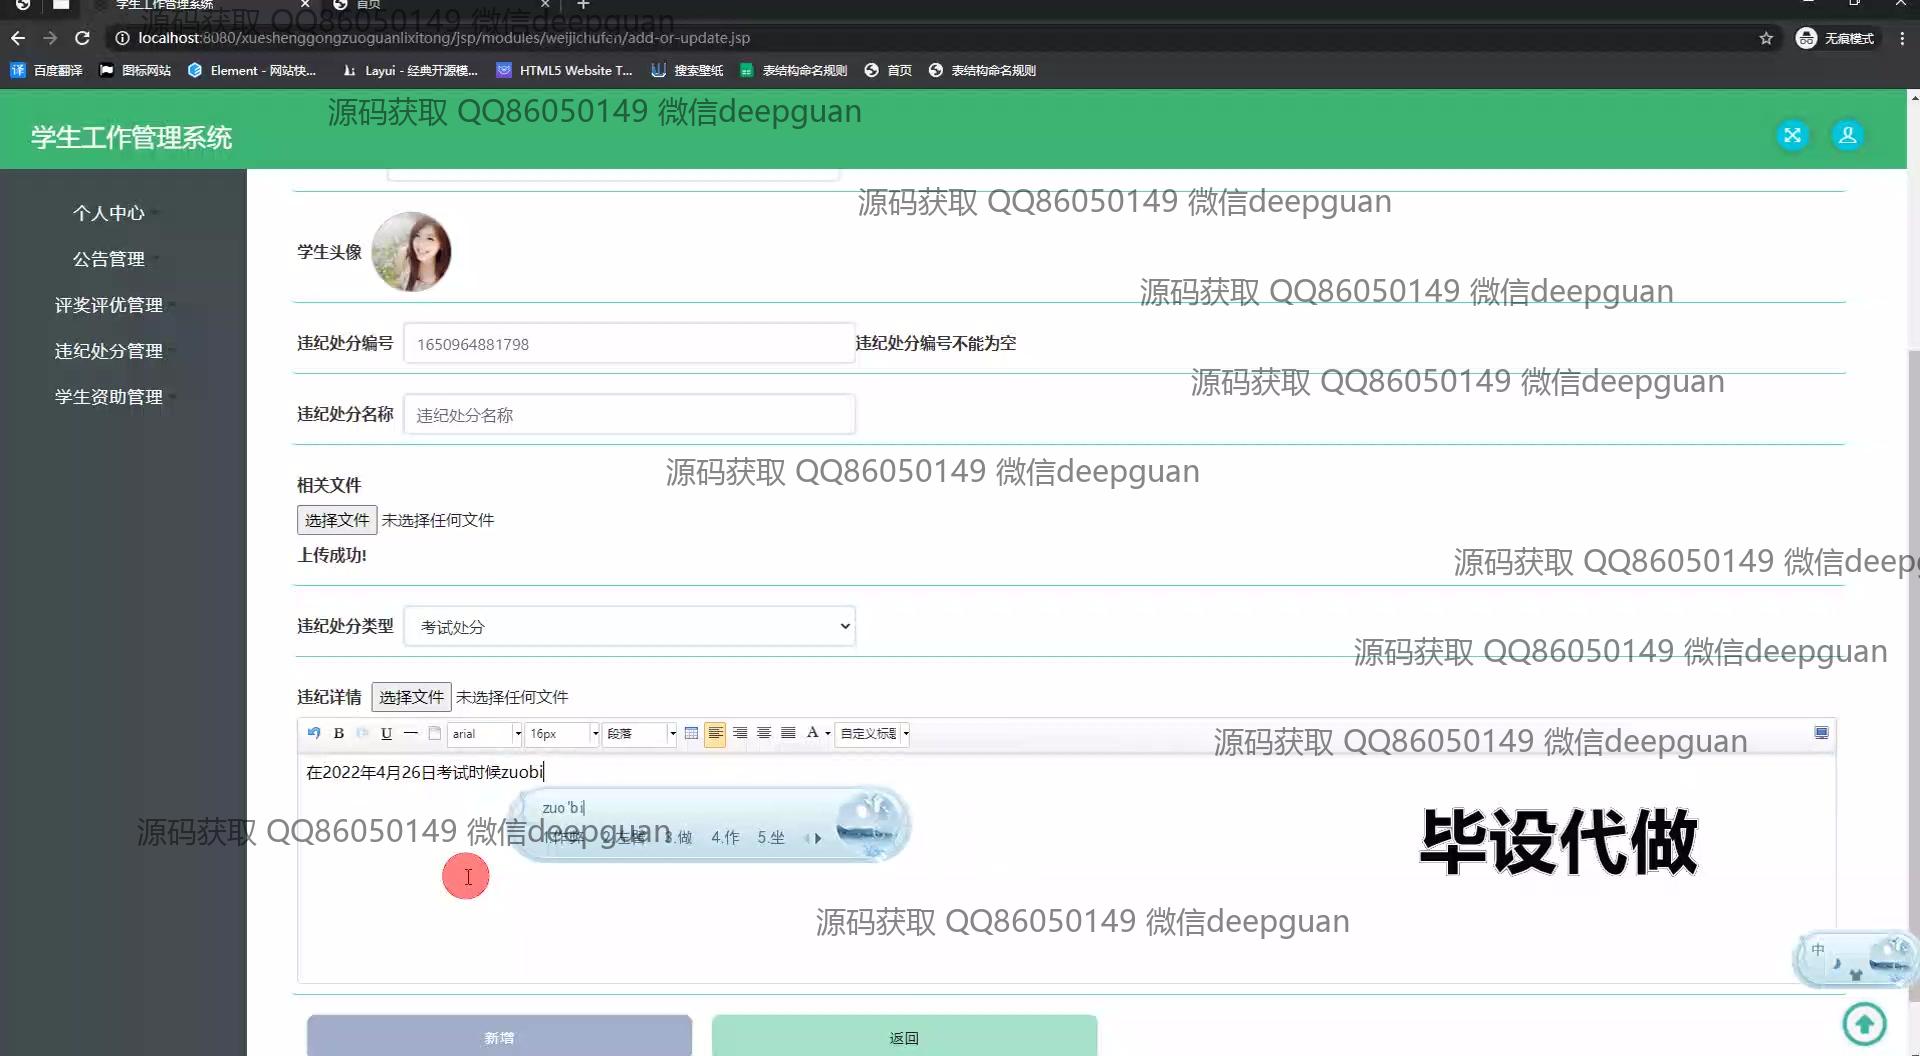 学生工作管理系统
首页
源码获取 QQ86050149 微信deepguan
localhost:8080/xueshenggongzuoguanlixitong/jsp/modules/weijichufen/add-or-update.jsp
无痕模式
译 百度翻译 图标网站 Element - 网站快... Layui - 经典开源模... HTML5 Website T... 搜索壁纸 表结构命名规则 首页 表结构命名规则
源码获取 QQ86050149 微信deepguan
学生工作管理系统
个人中心
公告管理
评奖评优管理
违纪处分管理
学生资助管理
源码获取 QQ86050149 微信deepguan
学生头像
源码获取 QQ86050149 微信deepguan
违纪处分编号 1650964881798 违纪处分编号不能为空
源码获取 QQ86050149 微信deepguan
违纪处分名称 违纪处分名称
源码获取 QQ86050149 微信deepguan
相关文件
选择文件 未选择任何文件
上传成功!
源码获取 QQ86050149 微信deepg
违纪处分类型 考试处分
源码获取 QQ86050149 微信deepguan
违纪详情 选择文件 未选择任何文件
B U arial 16px 段落 A 自定义标题
源码获取 QQ86050149 微信deepguan
在2022年4月26日考试时候zuobi
zuo'bi
3.做 4.作 5.坐
源码获取 QQ86050149 微信deepguan
毕设代做
源码获取 QQ86050149 微信deepguan
中
新增
返回